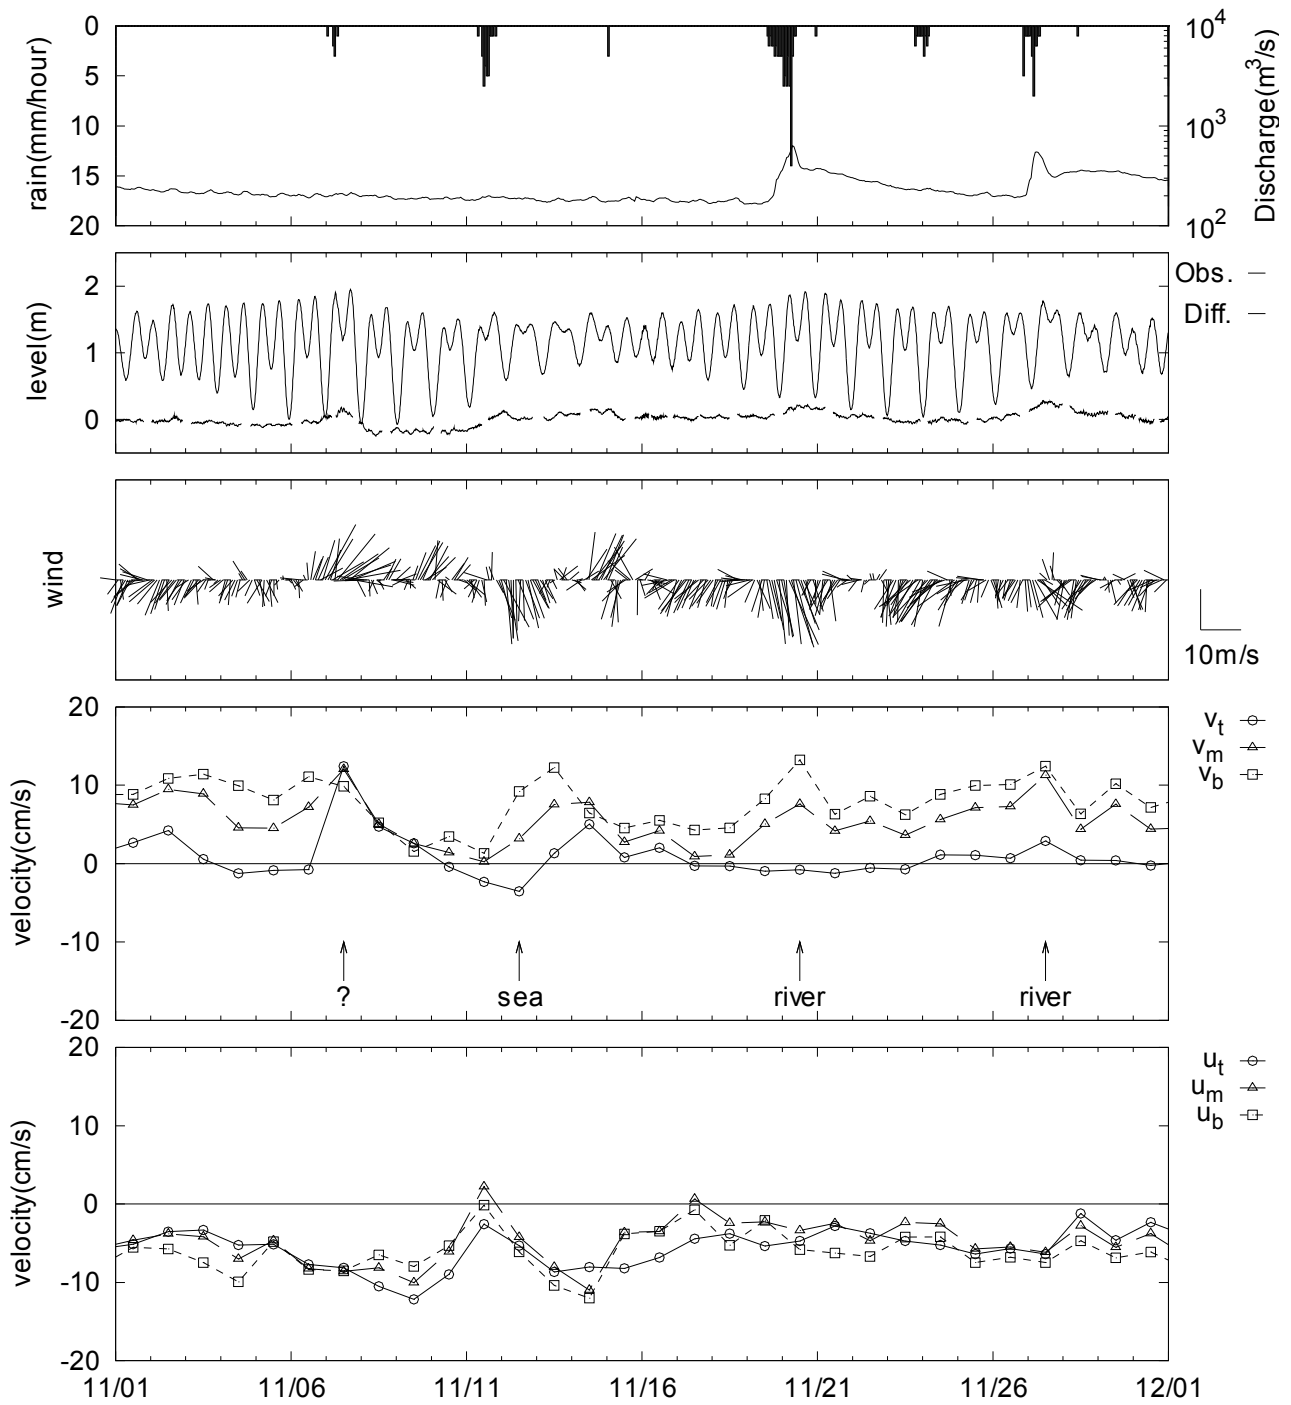 0
5
10
15
20
rain(mm/hour)
10^4
10^3
10^2
Discharge(m^3/s)
2
1
0
level(m)
Obs.
Diff.
wind
10m/s
20
10
0
-10
-20
velocity(cm/s)
v_t
v_m
v_b
?
sea
river
river
20
10
0
-10
-20
velocity(cm/s)
u_t
u_m
u_b
11/01 11/06 11/11 11/16 11/21 11/26 12/01